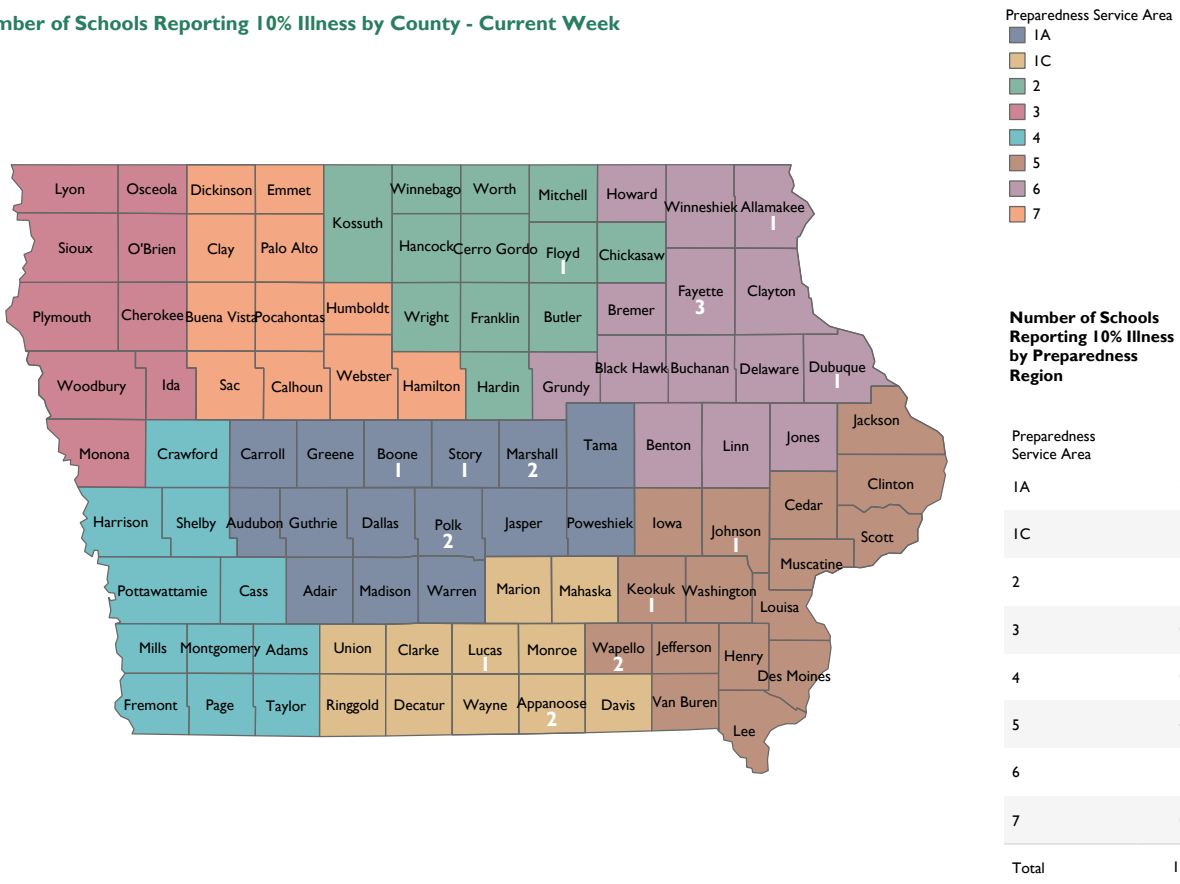 mber of Schools Reporting 10% Illness by County - Current Week
Preparedness Service Area
1A
1C
2
3
4
5
6
7
Lyon Osceola Dickinson Emmet Kossuth Winnebago Worth Mitchell Howard Winneshiek Allamakee
1
Sioux O'Brien Clay Palo Alto Hancock Cerro Gordo Floyd Chickasaw
1
Plymouth Cherokee Buena Vista Pocahontas Humboldt Wright Franklin Butler Bremer Fayette Clayton
3
Woodbury Ida Sac Calhoun Webster Hamilton Hardin Grundy Black Hawk Buchanan Delaware Dubuque
1
Monona Crawford Carroll Greene Boone Story Marshall Tama Benton Linn Jones Jackson
1 1 2
Clinton
Harrison Shelby Audubon Guthrie Dallas Polk Jasper Poweshiek Iowa Johnson Cedar Scott
2 1
Muscatine
Pottawattamie Cass Adair Madison Warren Marion Mahaska Keokuk Washington Louisa
1
Mills Montgomery Adams Union Clarke Lucas Monroe Wapello Jefferson Henry Des Moines
1 2
Fremont Page Taylor Ringgold Decatur Wayne Appanoose Davis Van Buren Lee
2
Number of Schools
Reporting 10% Illness
by Preparedness
Region
Preparedness
Service Area
1A
1C
2
3
4
5
6
7
Total 1